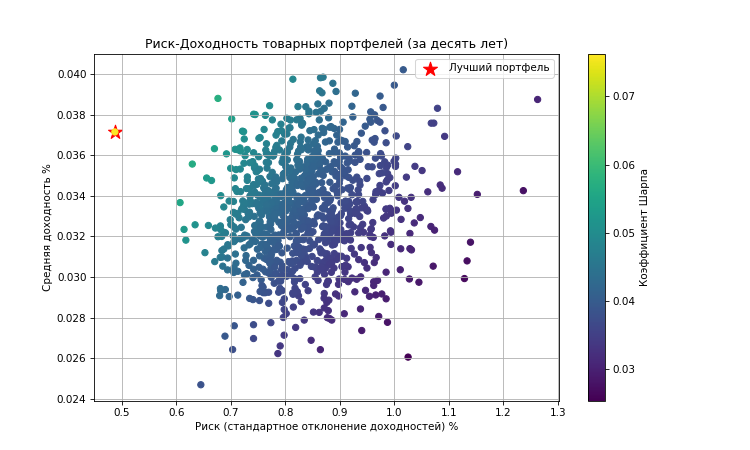 Риск-Доходность товарных портфелей (за десять лет)
Лучший портфель
0.040
0.038
0.036
0.034
0.032
0.030
0.028
0.026
0.024
Средняя доходность %
0.5 0.6 0.7 0.8 0.9 1.0 1.1 1.2 1.3
Риск (стандартное отклонение доходностей) %
0.07
0.06
0.05
0.04
0.03
Коэффициент Шарпа